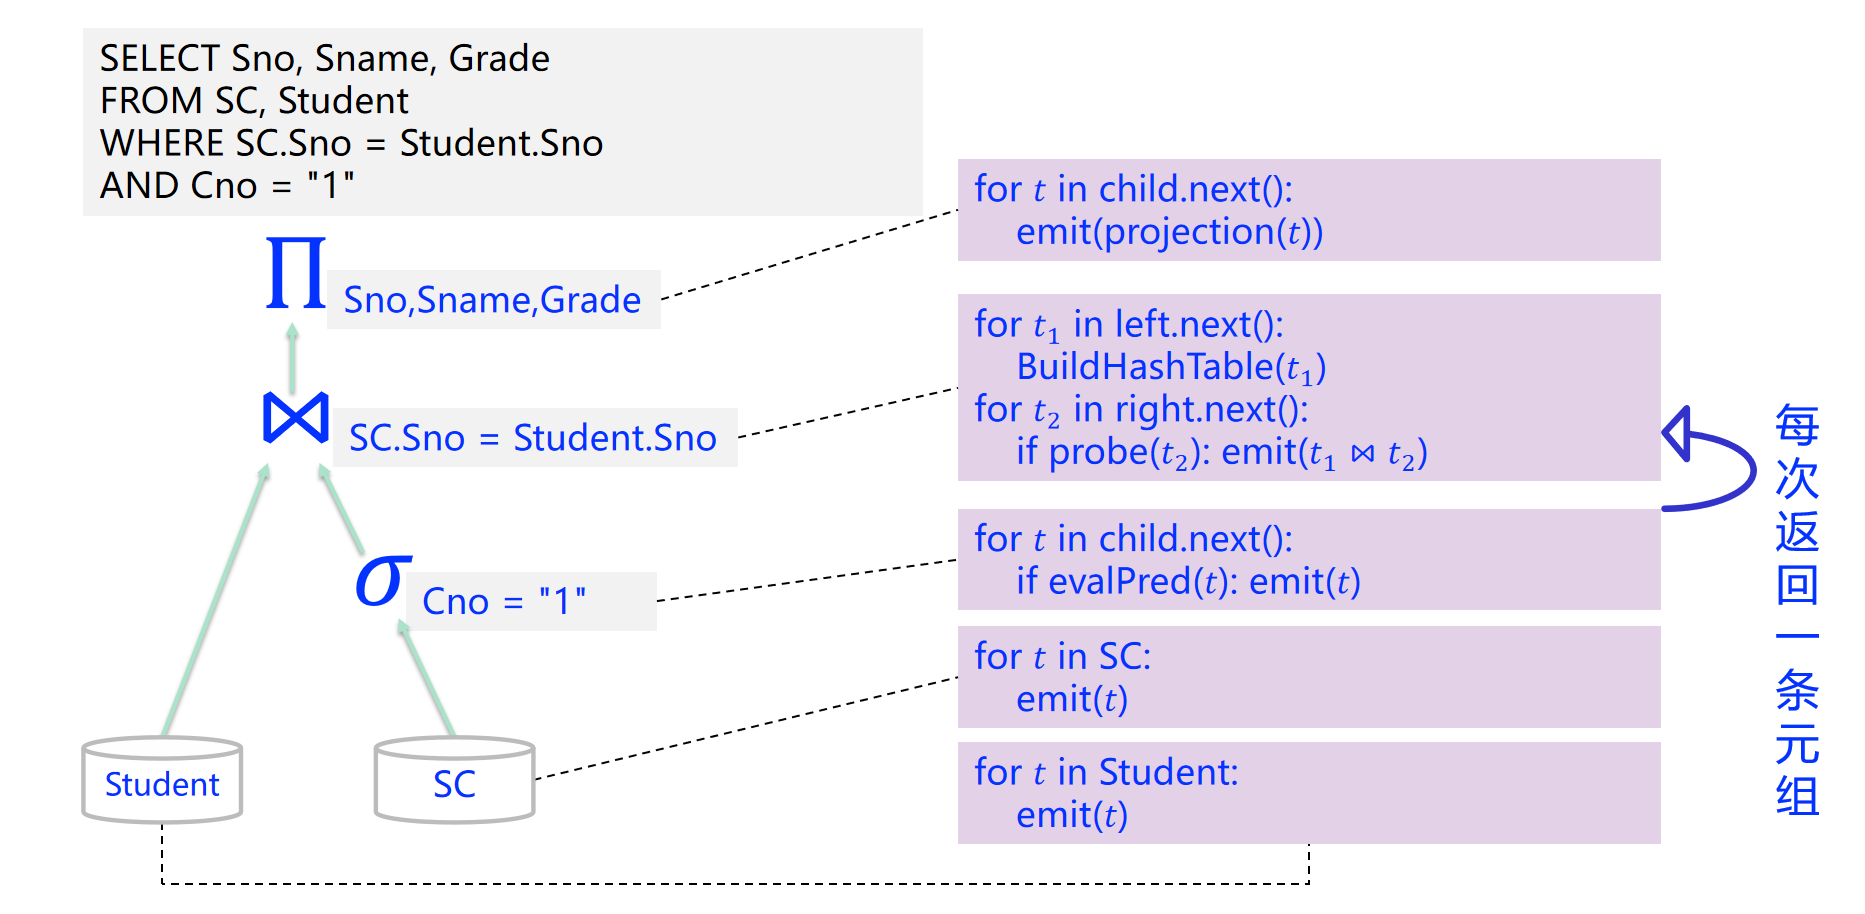 SELECT Sno, Sname, Grade
FROM SC, Student
WHERE SC.Sno = Student.Sno
AND Cno = "1"
∏
Sno,Sname,Grade
⋈
SC.Sno = Student.Sno
σ
Cno = "1"
Student
SC
for t in child.next():
emit(projection(t))
for t₁ in left.next():
BuildHashTable(t₁)
for t₂ in right.next():
if probe(t₂): emit(t₁ ⋈ t₂)
for t in child.next():
if evalPred(t): emit(t)
for t in SC:
emit(t)
for t in Student:
emit(t)
每次返回一条元组